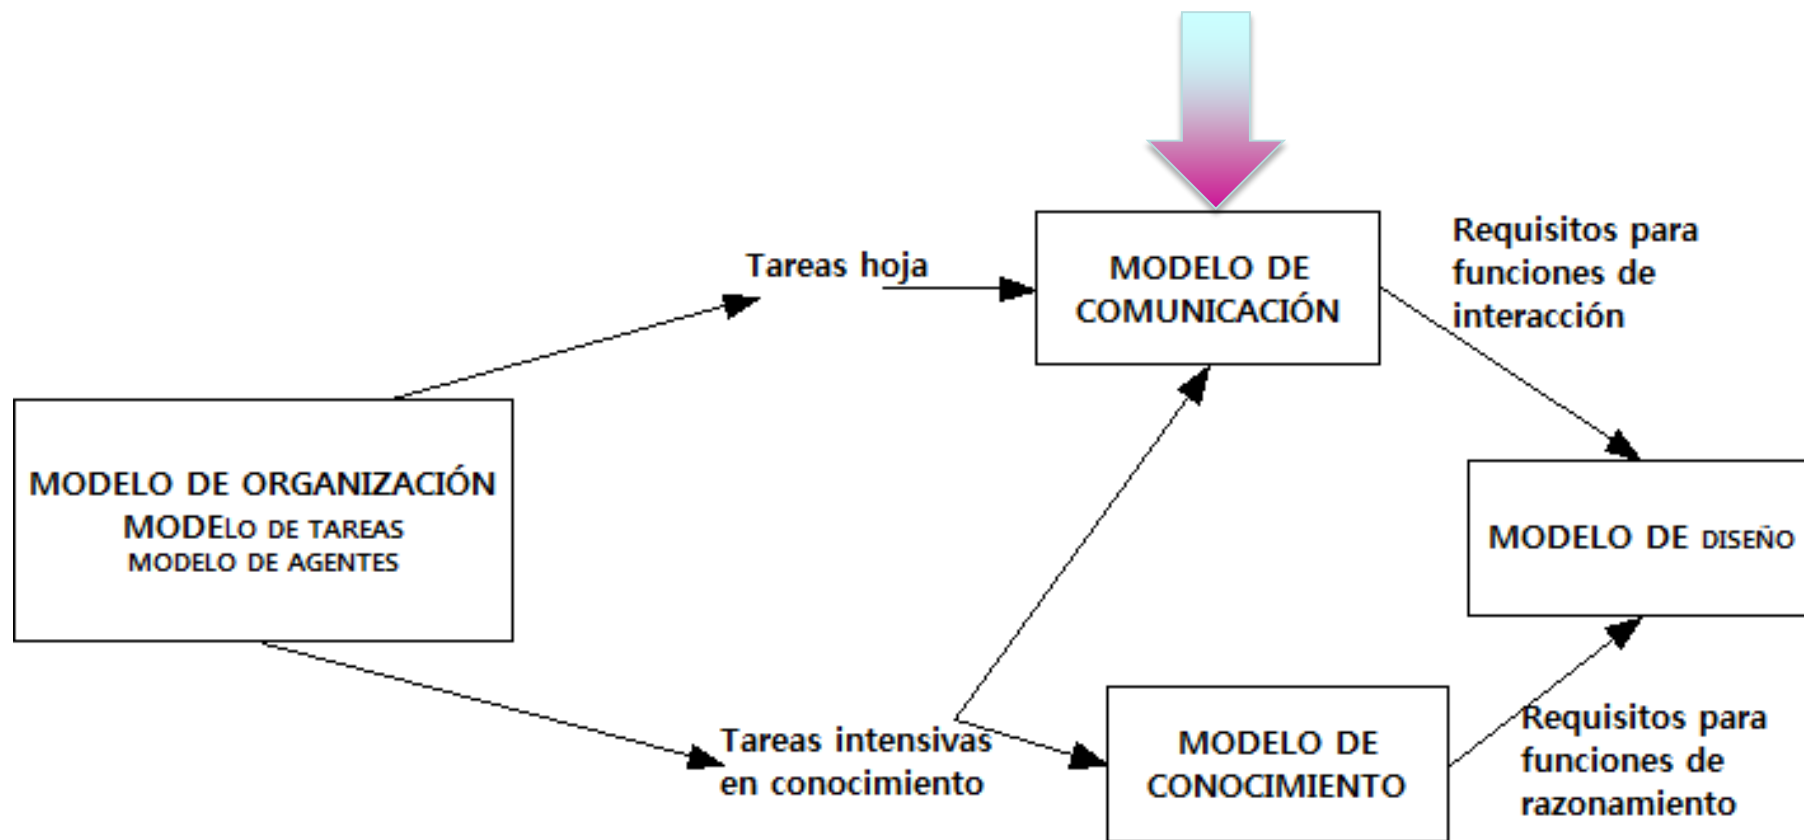 Tareas hoja
MODELO DE
COMUNICACIÓN
Requisitos para
funciones de
interacción
MODELO DE ORGANIZACIÓN
MODELO DE TAREAS
MODELO DE AGENTES
MODELO DE DISEÑO
Tareas intensivas
en conocimiento
MODELO DE
CONOCIMIENTO
Requisitos para
funciones de
razonamiento